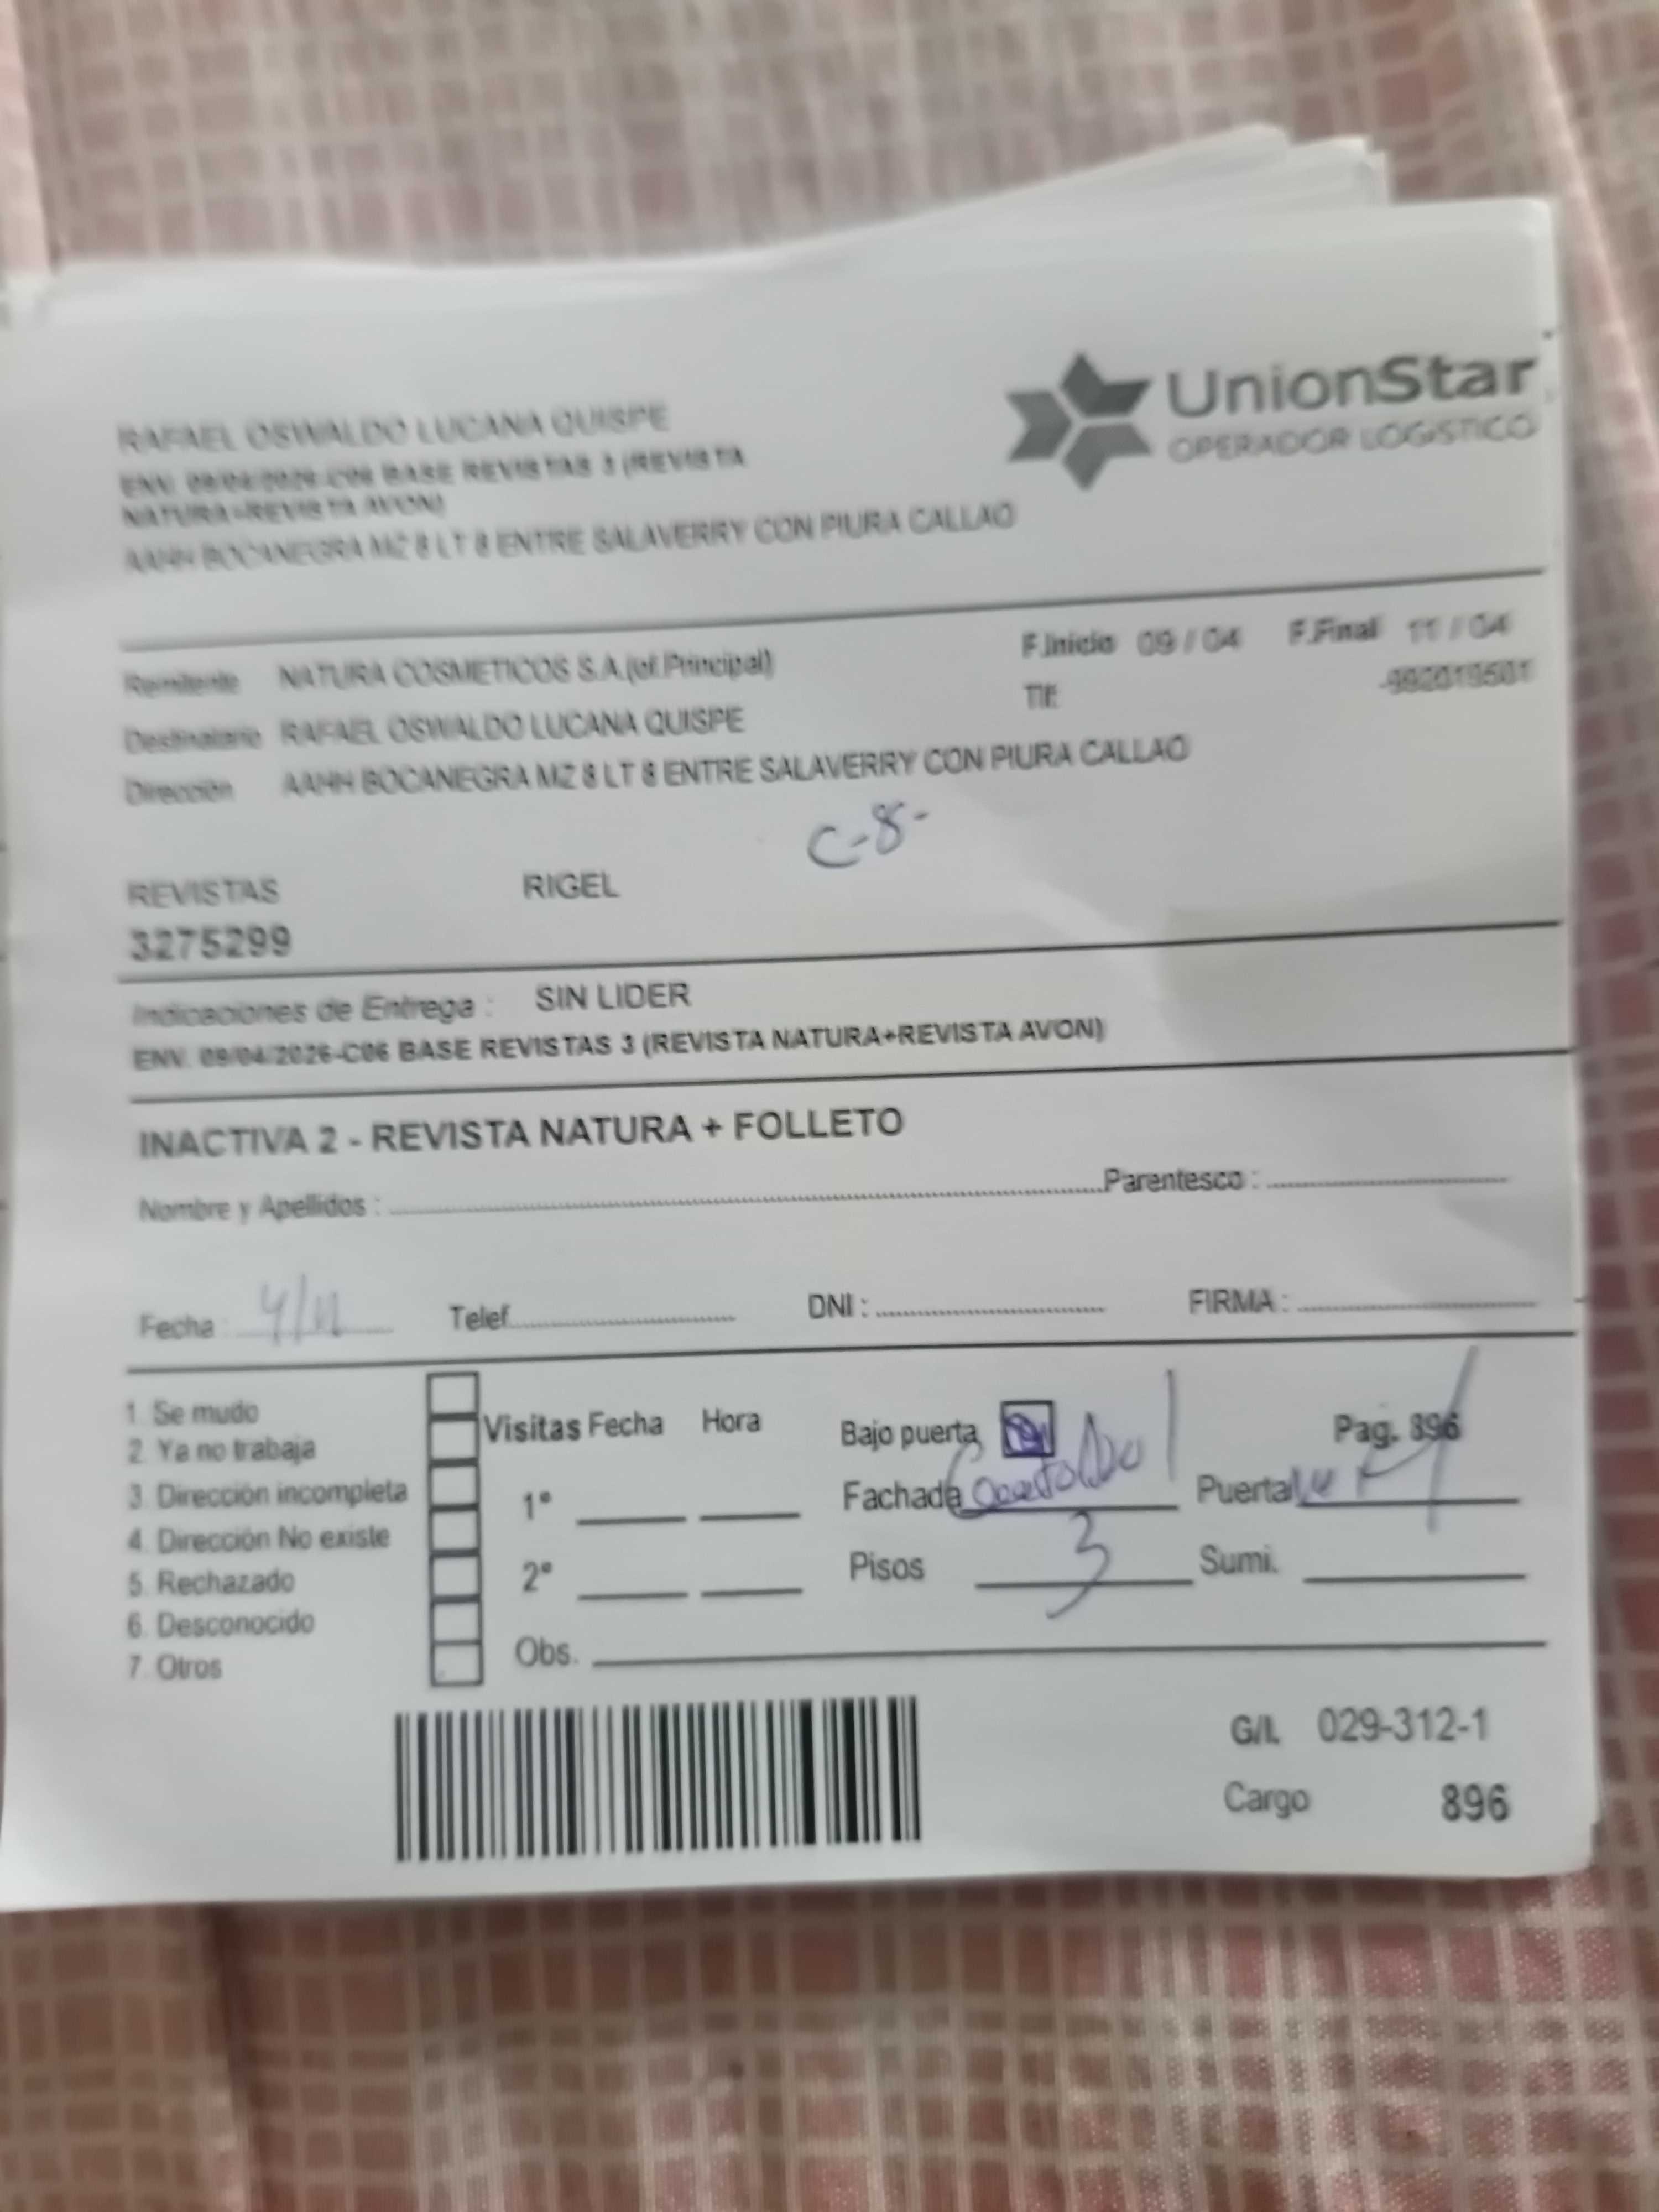 UnionStar
OPERADOR LOGISTICO
RAFAEL OSWALDO LUCANA QUISPE
ENV. 09/04/2026-C06 BASE REVISTAS 3 (REVISTA
NATURA+REVISTA AVON)
AAHH BOCANEGRA MZ 8 LT 8 ENTRE SALAVERRY CON PIURA CALLAO
Remitente NATURA COSMETICOS S.A.(of.Principal) F.Inicio 09 / 04 F.Final 11 / 04
Destinatario RAFAEL OSWALDO LUCANA QUISPE Tlf. -992019501
Dirección AAHH BOCANEGRA MZ 8 LT 8 ENTRE SALAVERRY CON PIURA CALLAO
C-8-
REVISTAS RIGEL
3275299
Indicaciones de Entrega : SIN LIDER
ENV. 09/04/2026-C06 BASE REVISTAS 3 (REVISTA NATURA+REVISTA AVON)
INACTIVA 2 - REVISTA NATURA + FOLLETO
Nombre y Apellidos : Parentesco :
Fecha 4/11 Telef. DNI : FIRMA :
1. Se mudo
2. Ya no trabaja
3. Dirección incompleta
4. Dirección No existe
5. Rechazado
6. Desconocido
7. Otros
Visitas Fecha Hora
1°
2°
Obs.
Bajo puerta Pag. 896
Fachada Puerta
Pisos 3 Sumi.
G/L 029-312-1
Cargo 896